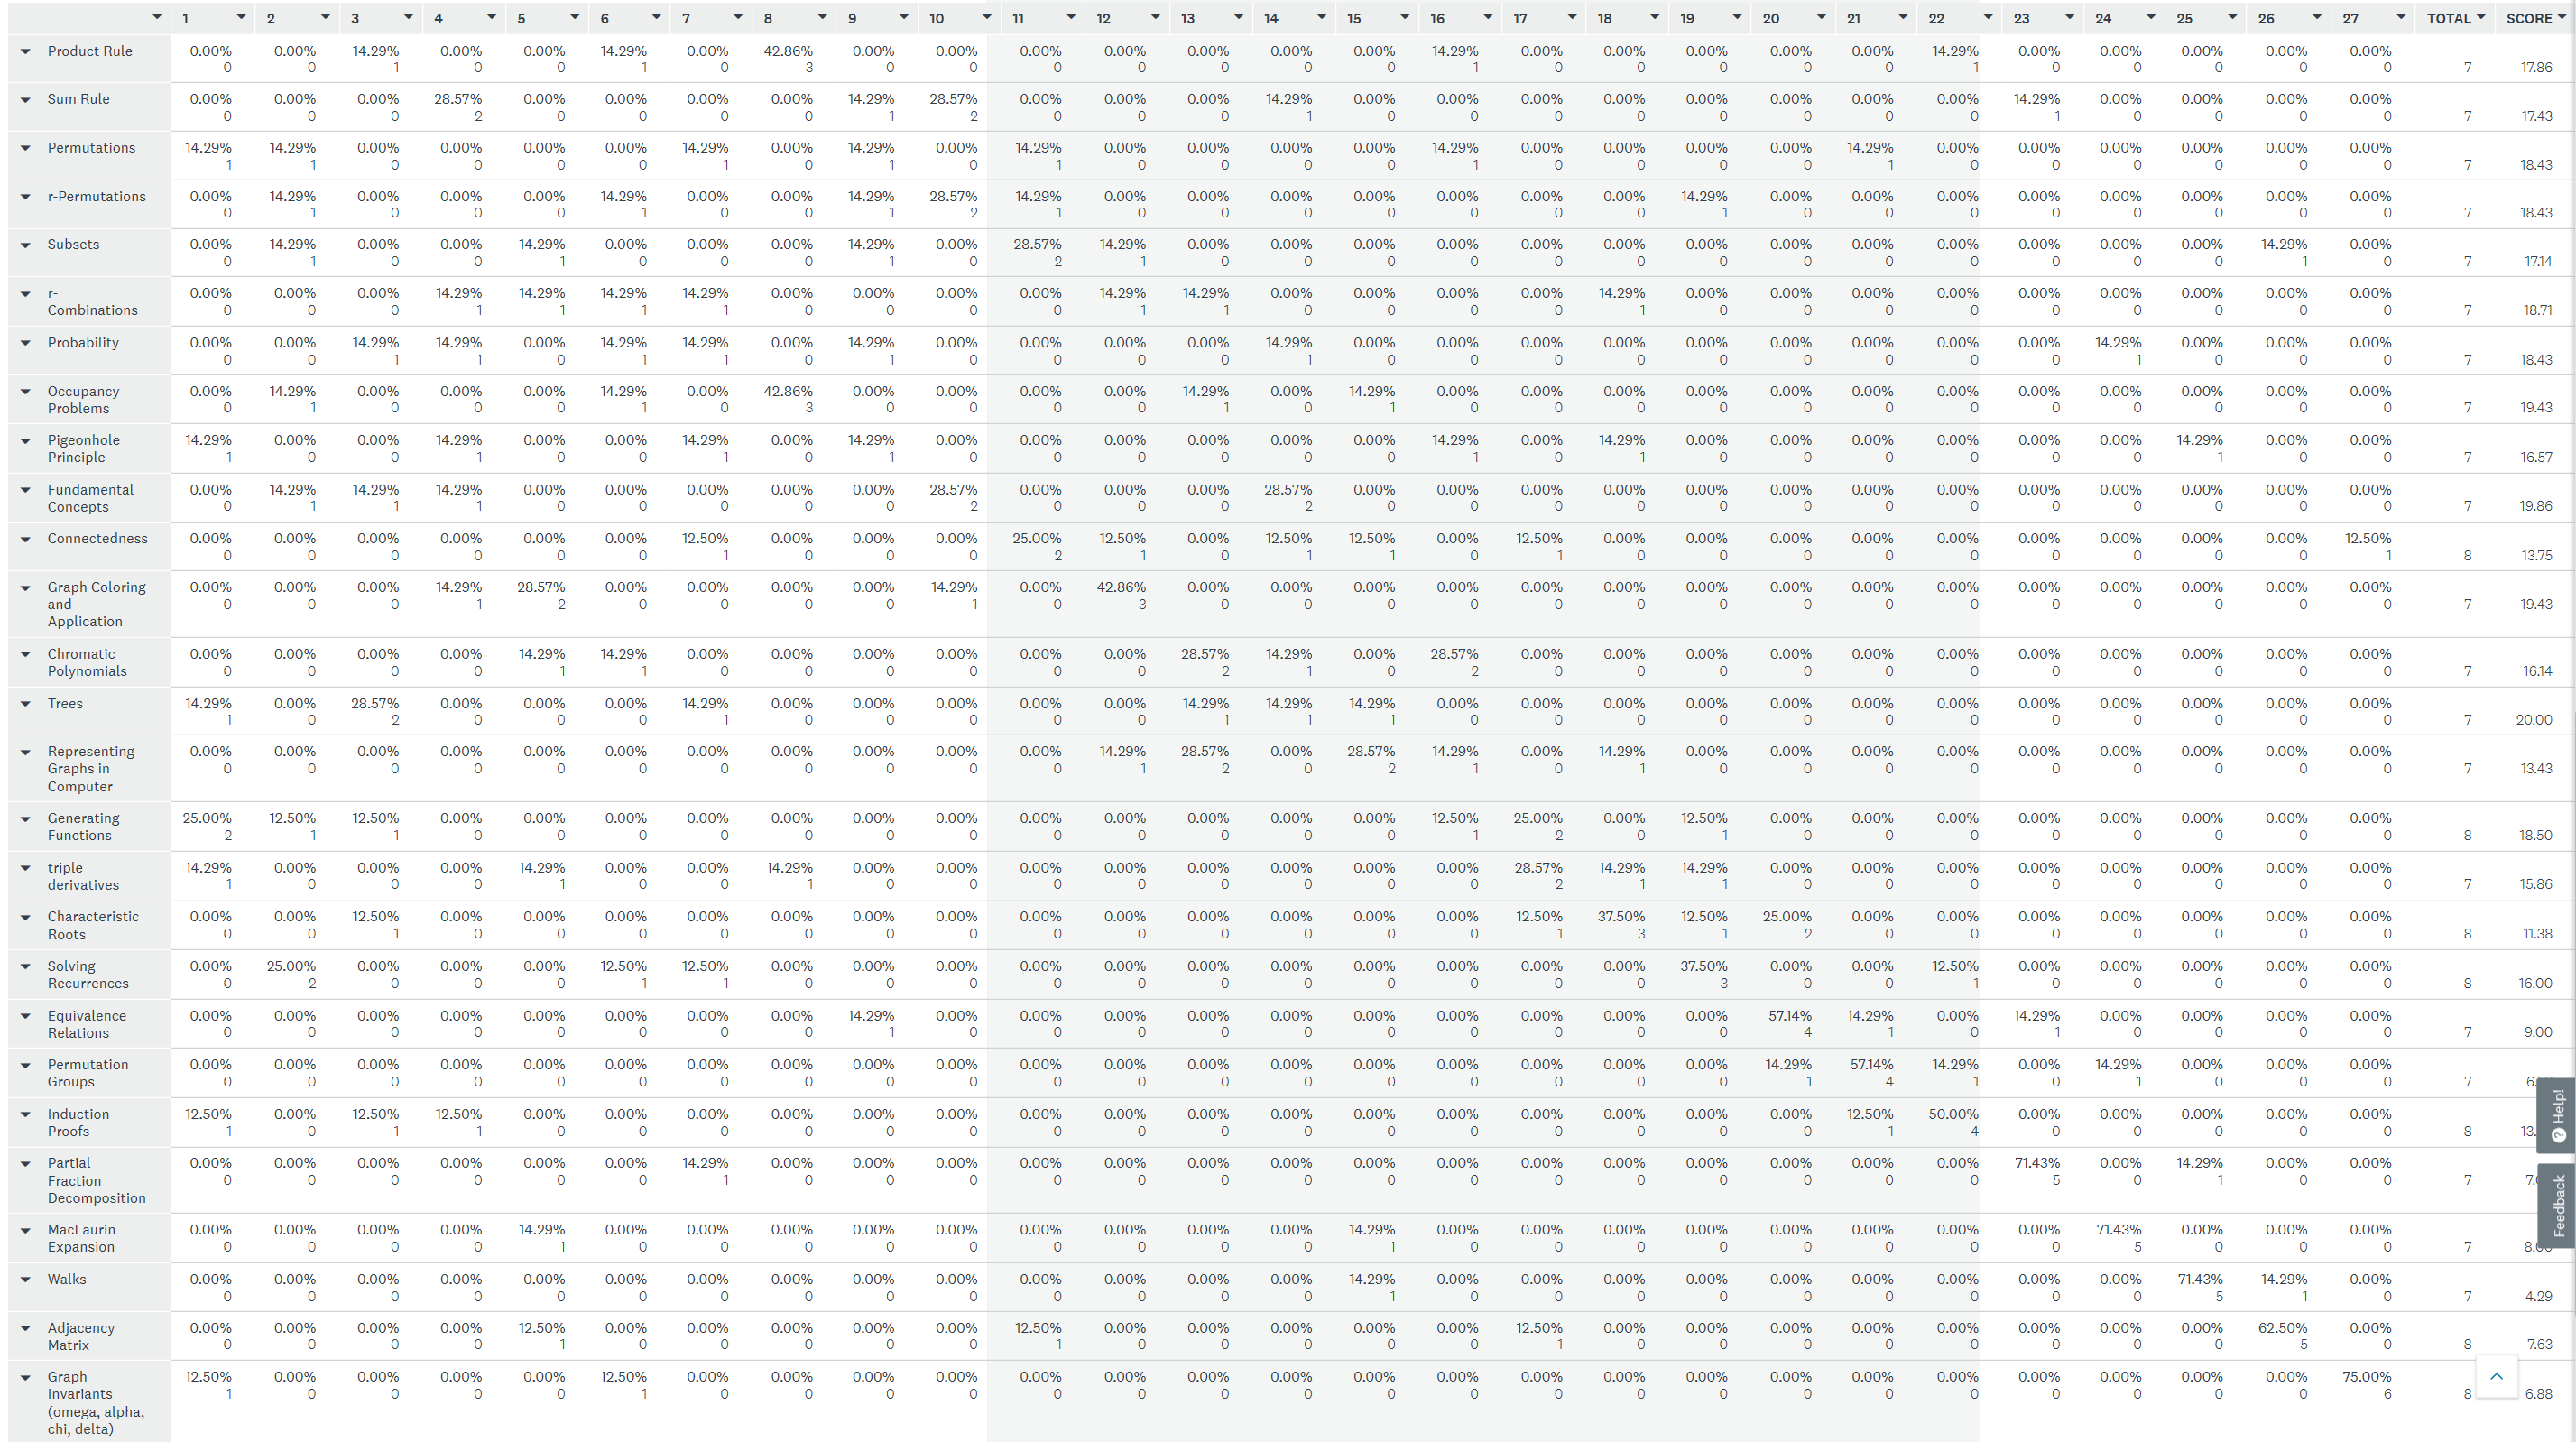 1 2 3 4 5 6 7 8 9 10 11 12 13 14 15 16 17 18 19 20 21 22 23 24 25 26 27 TOTAL SCORE
Product Rule 0.00% 0.00% 14.29% 0.00% 0.00% 14.29% 0.00% 42.86% 0.00% 0.00% 0.00% 0.00% 0.00% 0.00% 0.00% 14.29% 0.00% 0.00% 0.00% 0.00% 0.00% 14.29% 0.00% 0.00% 0.00% 0.00% 0.00%
0 0 1 0 0 1 0 3 0 0 0 0 0 0 0 1 0 0 0 0 0 1 0 0 0 0 0 7 17.86
Sum Rule 0.00% 0.00% 0.00% 28.57% 0.00% 0.00% 0.00% 0.00% 14.29% 28.57% 0.00% 0.00% 0.00% 14.29% 0.00% 0.00% 0.00% 0.00% 0.00% 0.00% 0.00% 0.00% 14.29% 0.00% 0.00% 0.00% 0.00%
0 0 0 2 0 0 0 0 1 2 0 0 0 1 0 0 0 0 0 0 0 0 1 0 0 0 0 7 17.43
Permutations 14.29% 14.29% 0.00% 0.00% 0.00% 0.00% 14.29% 0.00% 14.29% 0.00% 14.29% 0.00% 0.00% 0.00% 0.00% 14.29% 0.00% 0.00% 0.00% 0.00% 14.29% 0.00% 0.00% 0.00% 0.00% 0.00% 0.00%
1 1 0 0 0 0 1 0 1 0 1 0 0 0 0 1 0 0 0 0 1 0 0 0 0 0 0 7 18.43
r-Permutations 0.00% 14.29% 0.00% 0.00% 0.00% 14.29% 0.00% 0.00% 14.29% 28.57% 14.29% 0.00% 0.00% 0.00% 0.00% 0.00% 0.00% 0.00% 14.29% 0.00% 0.00% 0.00% 0.00% 0.00% 0.00% 0.00% 0.00%
0 1 0 0 0 1 0 0 1 2 1 0 0 0 0 0 0 0 1 0 0 0 0 0 0 0 0 7 18.43
Subsets 0.00% 14.29% 0.00% 0.00% 14.29% 0.00% 0.00% 0.00% 14.29% 0.00% 28.57% 14.29% 0.00% 0.00% 0.00% 0.00% 0.00% 0.00% 0.00% 0.00% 0.00% 0.00% 0.00% 0.00% 0.00% 14.29% 0.00%
0 1 0 0 1 0 0 0 1 0 2 1 0 0 0 0 0 0 0 0 0 0 0 0 0 1 0 7 17.14
r- 0.00% 0.00% 0.00% 14.29% 14.29% 14.29% 14.29% 0.00% 0.00% 0.00% 0.00% 14.29% 14.29% 0.00% 0.00% 0.00% 0.00% 14.29% 0.00% 0.00% 0.00% 0.00% 0.00% 0.00% 0.00% 0.00% 0.00%
Combinations 0 0 0 1 1 1 1 0 0 0 0 1 1 0 0 0 0 1 0 0 0 0 0 0 0 0 0 7 18.71
Probability 0.00% 0.00% 14.29% 14.29% 0.00% 14.29% 14.29% 0.00% 14.29% 0.00% 0.00% 0.00% 0.00% 14.29% 0.00% 0.00% 0.00% 0.00% 0.00% 0.00% 0.00% 0.00% 0.00% 14.29% 0.00% 0.00% 0.00%
0 0 1 1 0 1 1 0 1 0 0 0 0 1 0 0 0 0 0 0 0 0 0 1 0 0 0 7 18.43
Occupancy 0.00% 14.29% 0.00% 0.00% 0.00% 14.29% 0.00% 42.86% 0.00% 0.00% 0.00% 0.00% 14.29% 0.00% 14.29% 0.00% 0.00% 0.00% 0.00% 0.00% 0.00% 0.00% 0.00% 0.00% 0.00% 0.00% 0.00%
Problems 0 1 0 0 0 1 0 3 0 0 0 0 1 0 1 0 0 0 0 0 0 0 0 0 0 0 0 7 19.43
Pigeonhole 14.29% 0.00% 0.00% 14.29% 0.00% 0.00% 14.29% 0.00% 14.29% 0.00% 0.00% 0.00% 0.00% 0.00% 0.00% 14.29% 0.00% 14.29% 0.00% 0.00% 0.00% 0.00% 0.00% 0.00% 14.29% 0.00% 0.00%
Principle 1 0 0 1 0 0 1 0 1 0 0 0 0 0 0 1 0 1 0 0 0 0 0 0 1 0 0 7 16.57
Fundamental 0.00% 14.29% 14.29% 14.29% 0.00% 0.00% 0.00% 0.00% 0.00% 28.57% 0.00% 0.00% 0.00% 28.57% 0.00% 0.00% 0.00% 0.00% 0.00% 0.00% 0.00% 0.00% 0.00% 0.00% 0.00% 0.00% 0.00%
Concepts 0 1 1 1 0 0 0 0 0 2 0 0 0 2 0 0 0 0 0 0 0 0 0 0 0 0 0 7 19.86
Connectedness 0.00% 0.00% 0.00% 0.00% 0.00% 0.00% 12.50% 0.00% 0.00% 0.00% 25.00% 12.50% 0.00% 12.50% 12.50% 0.00% 12.50% 0.00% 0.00% 0.00% 0.00% 0.00% 0.00% 0.00% 0.00% 0.00% 12.50%
0 0 0 0 0 0 1 0 0 0 2 1 0 1 1 0 1 0 0 0 0 0 0 0 0 0 1 8 13.75
Graph Coloring 0.00% 0.00% 0.00% 14.29% 28.57% 0.00% 0.00% 0.00% 0.00% 14.29% 0.00% 42.86% 0.00% 0.00% 0.00% 0.00% 0.00% 0.00% 0.00% 0.00% 0.00% 0.00% 0.00% 0.00% 0.00% 0.00% 0.00%
and 0 0 0 1 2 0 0 0 0 1 0 3 0 0 0 0 0 0 0 0 0 0 0 0 0 0 0 7 19.43
Application
Chromatic 0.00% 0.00% 0.00% 0.00% 14.29% 14.29% 0.00% 0.00% 0.00% 0.00% 0.00% 0.00% 28.57% 14.29% 0.00% 28.57% 0.00% 0.00% 0.00% 0.00% 0.00% 0.00% 0.00% 0.00% 0.00% 0.00% 0.00%
Polynomials 0 0 0 0 1 1 0 0 0 0 0 0 2 1 0 2 0 0 0 0 0 0 0 0 0 0 0 7 16.14
Trees 14.29% 0.00% 28.57% 0.00% 0.00% 0.00% 14.29% 0.00% 0.00% 0.00% 0.00% 0.00% 14.29% 14.29% 14.29% 0.00% 0.00% 0.00% 0.00% 0.00% 0.00% 0.00% 0.00% 0.00% 0.00% 0.00% 0.00%
1 0 2 0 0 0 1 0 0 0 0 0 1 1 1 0 0 0 0 0 0 0 0 0 0 0 0 7 20.00
Representing 0.00% 0.00% 0.00% 0.00% 0.00% 0.00% 0.00% 0.00% 0.00% 0.00% 0.00% 14.29% 28.57% 0.00% 28.57% 14.29% 0.00% 14.29% 0.00% 0.00% 0.00% 0.00% 0.00% 0.00% 0.00% 0.00% 0.00%
Graphs in 0 0 0 0 0 0 0 0 0 0 0 1 2 0 2 1 0 1 0 0 0 0 0 0 0 0 0 7 13.43
Computer
Generating 25.00% 12.50% 12.50% 0.00% 0.00% 0.00% 0.00% 0.00% 0.00% 0.00% 0.00% 0.00% 0.00% 0.00% 0.00% 12.50% 25.00% 0.00% 12.50% 0.00% 0.00% 0.00% 0.00% 0.00% 0.00% 0.00% 0.00%
Functions 2 1 1 0 0 0 0 0 0 0 0 0 0 0 0 1 2 0 1 0 0 0 0 0 0 0 0 8 18.50
triple 14.29% 0.00% 0.00% 0.00% 14.29% 0.00% 0.00% 14.29% 0.00% 0.00% 0.00% 0.00% 0.00% 0.00% 0.00% 0.00% 28.57% 14.29% 14.29% 0.00% 0.00% 0.00% 0.00% 0.00% 0.00% 0.00% 0.00%
derivatives 1 0 0 0 1 0 0 1 0 0 0 0 0 0 0 0 2 1 1 0 0 0 0 0 0 0 0 7 15.86
Characteristic 0.00% 0.00% 12.50% 0.00% 0.00% 0.00% 0.00% 0.00% 0.00% 0.00% 0.00% 0.00% 0.00% 0.00% 0.00% 0.00% 12.50% 37.50% 12.50% 25.00% 0.00% 0.00% 0.00% 0.00% 0.00% 0.00% 0.00%
Roots 0 0 1 0 0 0 0 0 0 0 0 0 0 0 0 0 1 3 1 2 0 0 0 0 0 0 0 8 11.38
Solving 0.00% 25.00% 0.00% 0.00% 0.00% 12.50% 12.50% 0.00% 0.00% 0.00% 0.00% 0.00% 0.00% 0.00% 0.00% 0.00% 0.00% 0.00% 37.50% 0.00% 0.00% 12.50% 0.00% 0.00% 0.00% 0.00% 0.00%
Recurrences 0 2 0 0 0 1 1 0 0 0 0 0 0 0 0 0 0 0 3 0 0 1 0 0 0 0 0 8 16.00
Equivalence 0.00% 0.00% 0.00% 0.00% 0.00% 0.00% 0.00% 0.00% 14.29% 0.00% 0.00% 0.00% 0.00% 0.00% 0.00% 0.00% 0.00% 0.00% 0.00% 57.14% 14.29% 0.00% 14.29% 0.00% 0.00% 0.00% 0.00%
Relations 0 0 0 0 0 0 0 0 1 0 0 0 0 0 0 0 0 0 0 4 1 0 1 0 0 0 0 7 9.00
Permutation 0.00% 0.00% 0.00% 0.00% 0.00% 0.00% 0.00% 0.00% 0.00% 0.00% 0.00% 0.00% 0.00% 0.00% 0.00% 0.00% 0.00% 0.00% 0.00% 14.29% 57.14% 14.29% 0.00% 14.29% 0.00% 0.00% 0.00%
Groups 0 0 0 0 0 0 0 0 0 0 0 0 0 0 0 0 0 0 0 1 4 1 0 1 0 0 0 7
Induction 12.50% 0.00% 12.50% 12.50% 0.00% 0.00% 0.00% 0.00% 0.00% 0.00% 0.00% 0.00% 0.00% 0.00% 0.00% 0.00% 0.00% 0.00% 0.00% 0.00% 12.50% 50.00% 0.00% 0.00% 0.00% 0.00% 0.00%
Proofs 1 0 1 1 0 0 0 0 0 0 0 0 0 0 0 0 0 0 0 0 1 4 0 0 0 0 0 8 13.
Help!
Partial 0.00% 0.00% 0.00% 0.00% 0.00% 0.00% 14.29% 0.00% 0.00% 0.00% 0.00% 0.00% 0.00% 0.00% 0.00% 0.00% 0.00% 0.00% 0.00% 0.00% 0.00% 0.00% 71.43% 0.00% 14.29% 0.00% 0.00%
Fraction 0 0 0 0 0 0 1 0 0 0 0 0 0 0 0 0 0 0 0 0 0 0 5 0 1 0 0 7 7.
Decomposition
Feedback
MacLaurin 0.00% 0.00% 0.00% 0.00% 14.29% 0.00% 0.00% 0.00% 0.00% 0.00% 0.00% 0.00% 0.00% 0.00% 14.29% 0.00% 0.00% 0.00% 0.00% 0.00% 0.00% 0.00% 0.00% 71.43% 0.00% 0.00% 0.00%
Expansion 0 0 0 0 1 0 0 0 0 0 0 0 0 0 1 0 0 0 0 0 0 0 0 5 0 0 0 7
Walks 0.00% 0.00% 0.00% 0.00% 0.00% 0.00% 0.00% 0.00% 0.00% 0.00% 0.00% 0.00% 0.00% 0.00% 14.29% 0.00% 0.00% 0.00% 0.00% 0.00% 0.00% 0.00% 0.00% 0.00% 71.43% 14.29% 0.00%
0 0 0 0 0 0 0 0 0 0 0 0 0 0 1 0 0 0 0 0 0 0 0 0 5 1 0 7 4.29
Adjacency 0.00% 0.00% 0.00% 0.00% 12.50% 0.00% 0.00% 0.00% 0.00% 0.00% 12.50% 0.00% 0.00% 0.00% 0.00% 0.00% 12.50% 0.00% 0.00% 0.00% 0.00% 0.00% 0.00% 0.00% 0.00% 62.50% 0.00%
Matrix 0 0 0 0 1 0 0 0 0 0 1 0 0 0 0 0 1 0 0 0 0 0 0 0 0 5 0 8 7.63
Graph 12.50% 0.00% 0.00% 0.00% 0.00% 12.50% 0.00% 0.00% 0.00% 0.00% 0.00% 0.00% 0.00% 0.00% 0.00% 0.00% 0.00% 0.00% 0.00% 0.00% 0.00% 0.00% 0.00% 0.00% 0.00% 0.00% 75.00%
Invariants 1 0 0 0 0 1 0 0 0 0 0 0 0 0 0 0 0 0 0 0 0 0 0 0 0 0 6 8 6.88
(omega, alpha,
chi, delta)